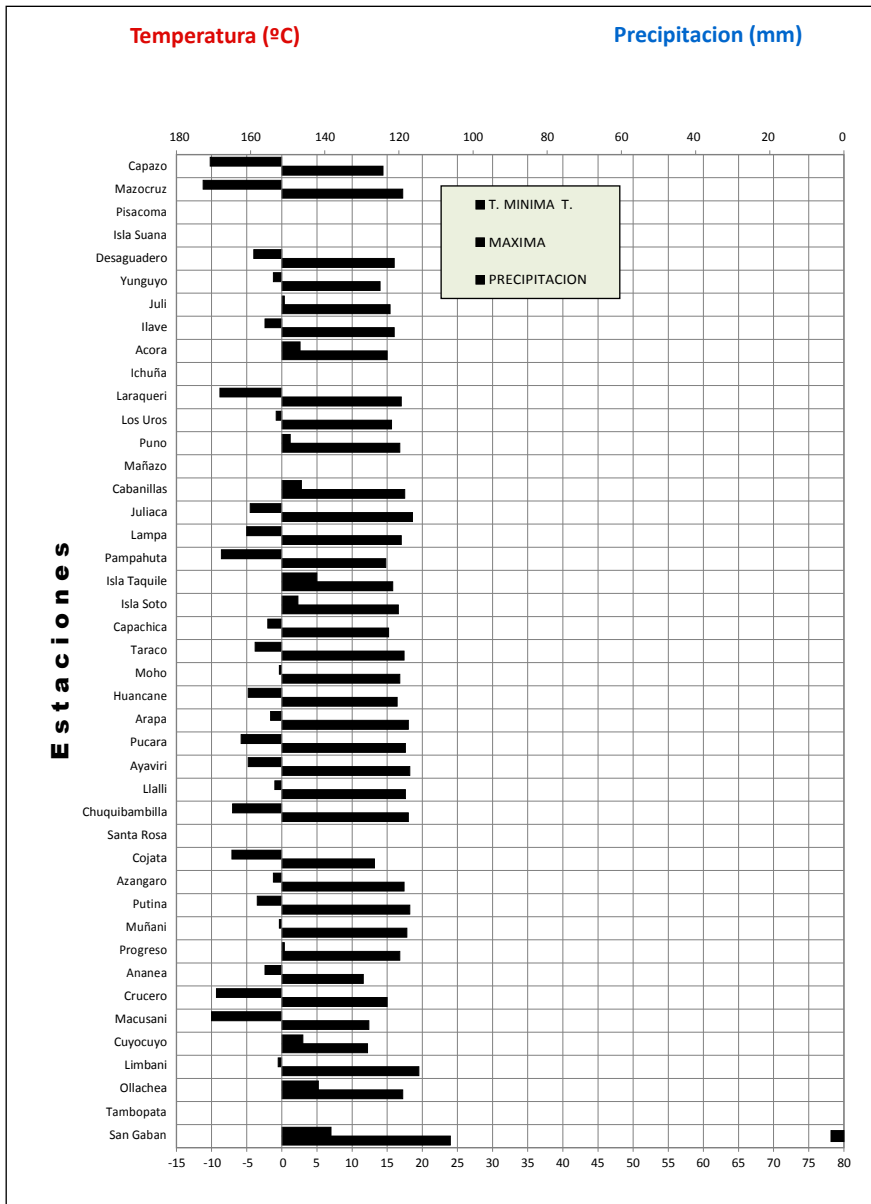 Temperatura (ºC) Precipitacion (mm)
180 160 140 120 100 80 60 40 20 0
Capazo
Mazocruz
Pisacoma
Isla Suana
Desaguadero
Yunguyo
Juli
Ilave
Acora
Ichuña
Laraqueri
Los Uros
Puno
Mañazo
Cabanillas
Juliaca
Lampa
Pampahuta
Isla Taquile
Isla Soto
Capachica
Taraco
Moho
Huancane
Arapa
Pucara
Ayaviri
Llalli
Chuquibambilla
Santa Rosa
Cojata
Azangaro
Putina
Muñani
Progreso
Ananea
Crucero
Macusani
Cuyocuyo
Limbani
Ollachea
Tambopata
San Gaban
Estaciones
T. MINIMA T.
MAXIMA
PRECIPITACION
-15 -10 -5 0 5 10 15 20 25 30 35 40 45 50 55 60 65 70 75 80